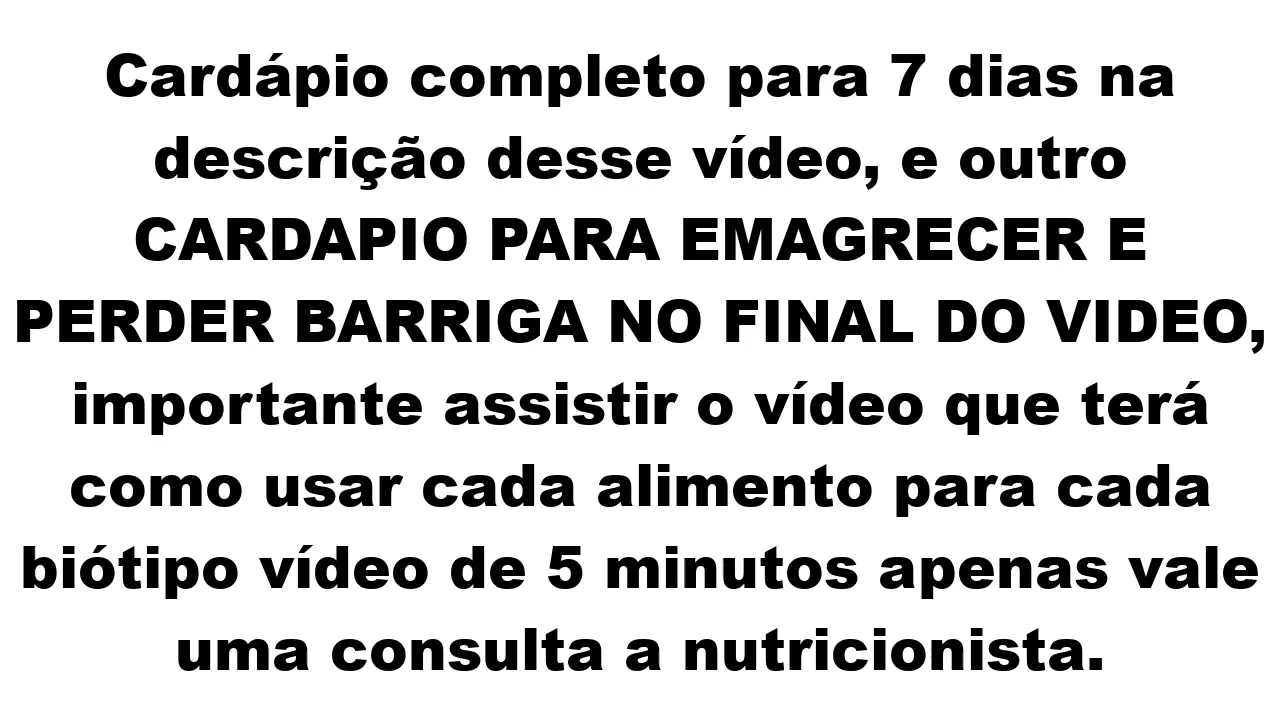 Cardápio completo para 7 dias na
descrição desse vídeo, e outro
CARDAPIO PARA EMAGRECER E
PERDER BARRIGA NO FINAL DO VIDEO,
importante assistir o vídeo que terá
como usar cada alimento para cada
biótipo vídeo de 5 minutos apenas vale
uma consulta a nutricionista.